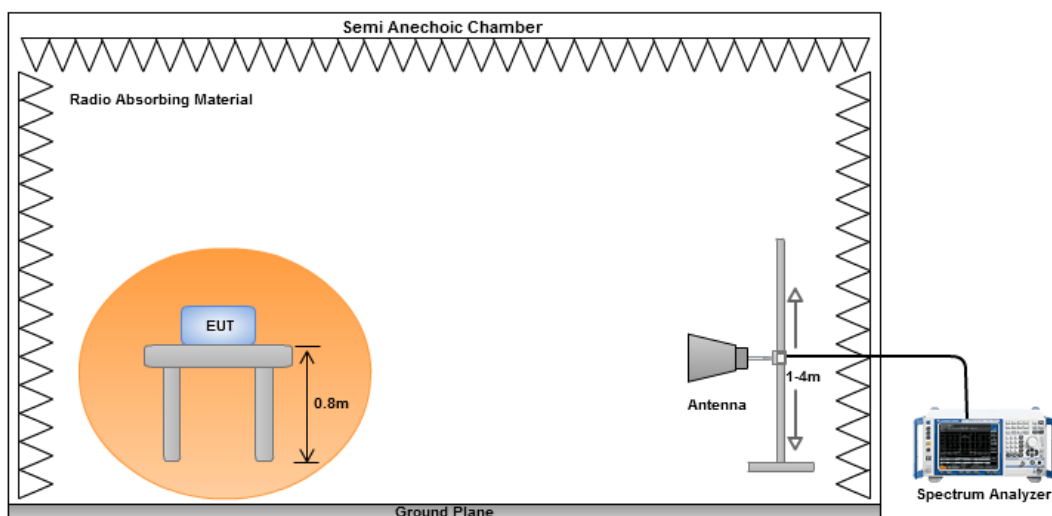 Semi Anechoic Chamber
Radio Absorbing Material
EUT
0.8m
1-4m
Antenna
Spectrum Analyzer
Ground Plane